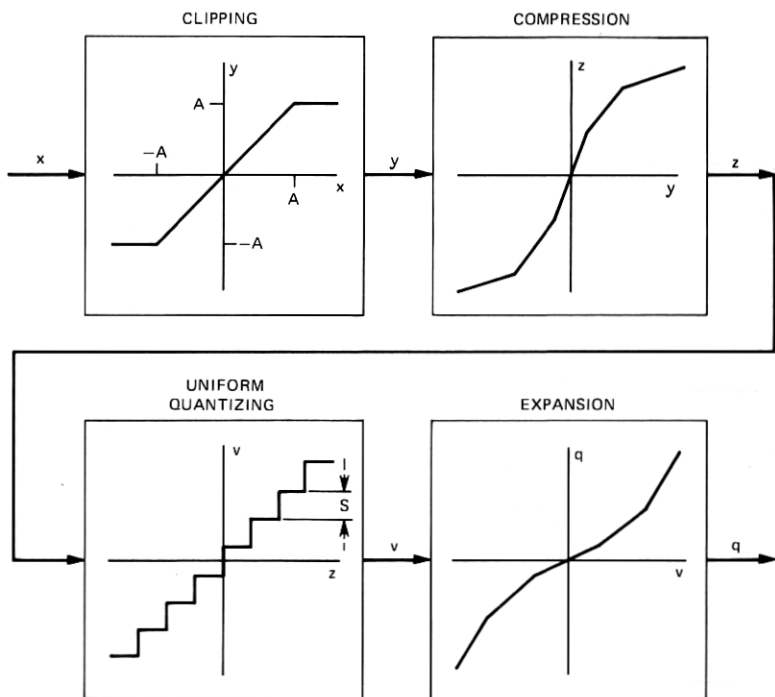 CLIPPING
COMPRESSION
y
z
A
-A
x
y
z
A
x
y
-A
UNIFORM
QUANTIZING
EXPANSION
v
q
S
v
q
z
v